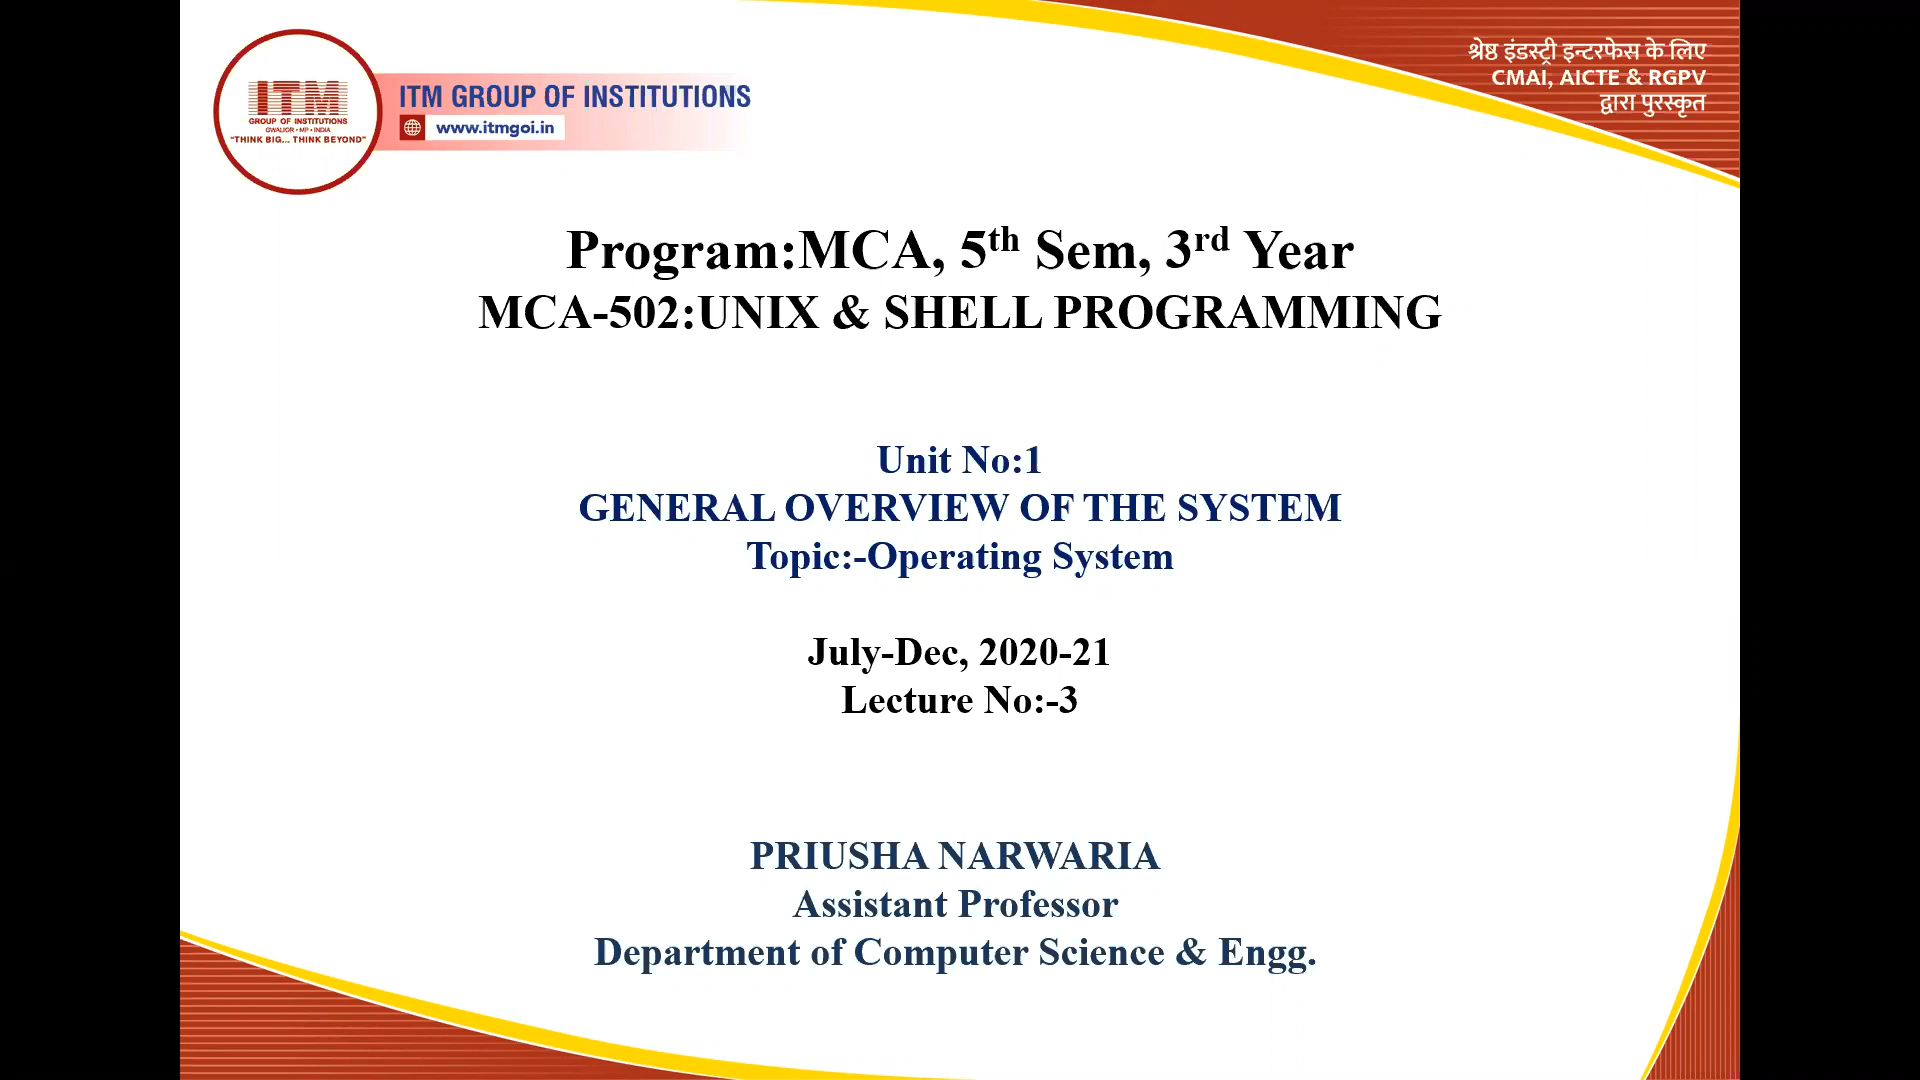 ITM
GROUP OF INSTITUTIONS
GWALIOR • MP • INDIA
"THINK BIG... THINK BEYOND"
ITM GROUP OF INSTITUTIONS
www.itmgoi.in
श्रेष्ठ इंडस्ट्री इन्टरफेस के लिए
CMAI, AICTE & RGPV
द्वारा पुरस्कृत
Program:MCA, 5th Sem, 3rd Year
MCA-502:UNIX & SHELL PROGRAMMING
Unit No:1
GENERAL OVERVIEW OF THE SYSTEM
Topic:-Operating System
July-Dec, 2020-21
Lecture No:-3
PRIUSHA NARWARIA
Assistant Professor
Department of Computer Science & Engg.